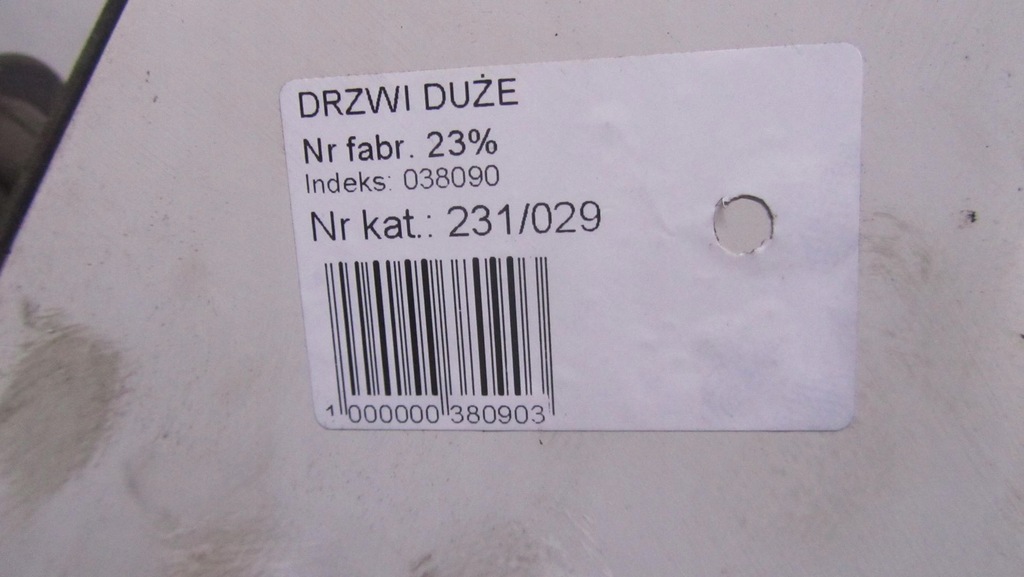 DRZWI DUŻE
Nr fabr. 23%
Indeks: 038090
Nr kat.: 231/029
1 000000 380903